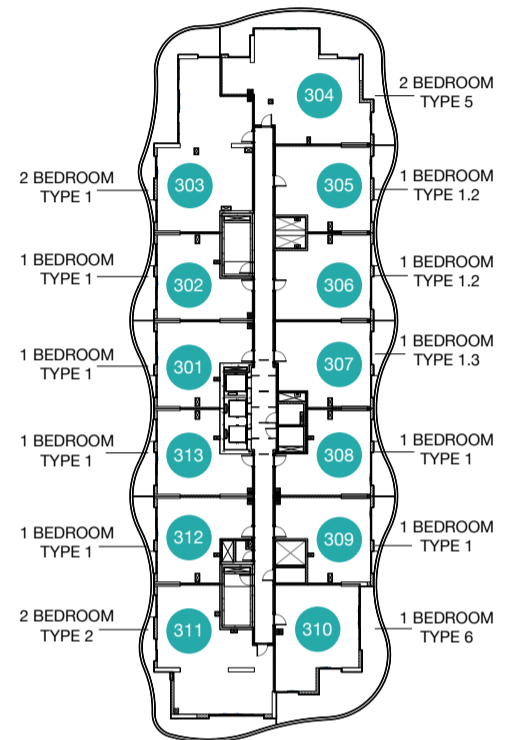 304
2 BEDROOM
TYPE 5
303
2 BEDROOM
TYPE 1
305
1 BEDROOM
TYPE 1.2
302
1 BEDROOM
TYPE 1
306
1 BEDROOM
TYPE 1.2
301
1 BEDROOM
TYPE 1
307
1 BEDROOM
TYPE 1.3
313
1 BEDROOM
TYPE 1
308
1 BEDROOM
TYPE 1
312
1 BEDROOM
TYPE 1
309
1 BEDROOM
TYPE 1
311
2 BEDROOM
TYPE 2
310
1 BEDROOM
TYPE 6